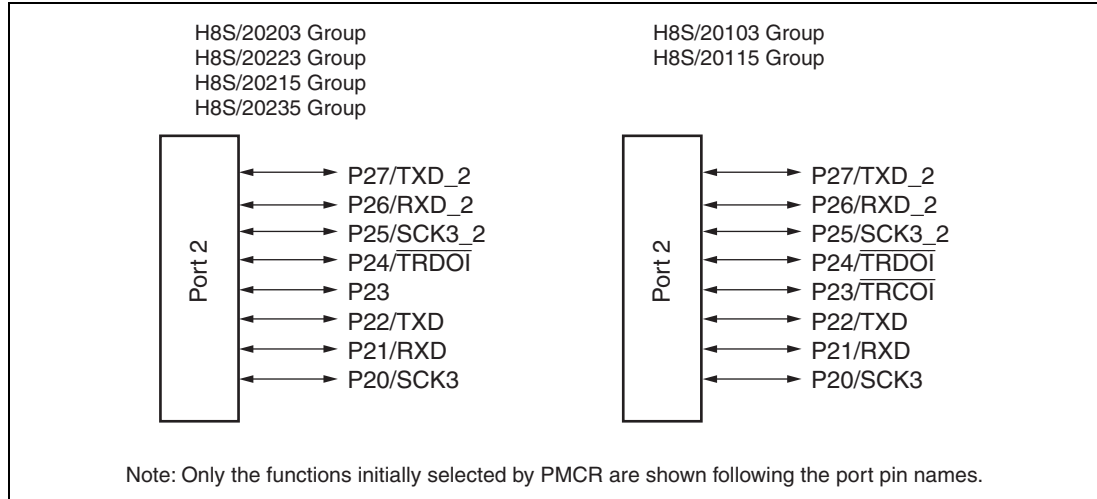 H8S/20203 Group
H8S/20223 Group
H8S/20215 Group
H8S/20235 Group
Port 2
P27/TXD_2
P26/RXD_2
P25/SCK3_2
P24/T̅R̅D̅O̅I̅
P23
P22/TXD
P21/RXD
P20/SCK3
H8S/20103 Group
H8S/20115 Group
Port 2
P27/TXD_2
P26/RXD_2
P25/SCK3_2
P24/T̅R̅D̅O̅I̅
P23/T̅R̅C̅O̅I̅
P22/TXD
P21/RXD
P20/SCK3
Note: Only the functions initially selected by PMCR are shown following the port pin names.